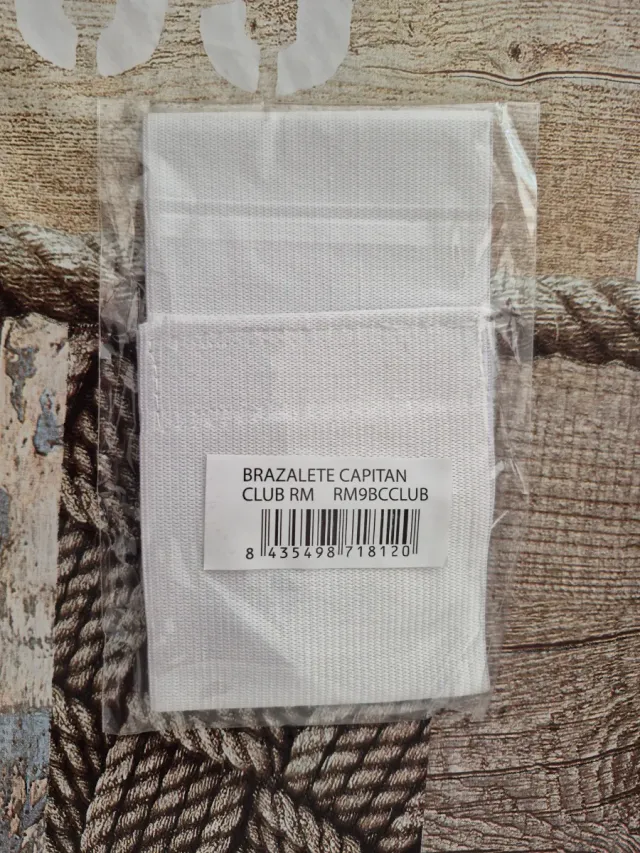 BRAZALETE CAPITAN
CLUB RM RM9BCCLUB
8 435498 718120